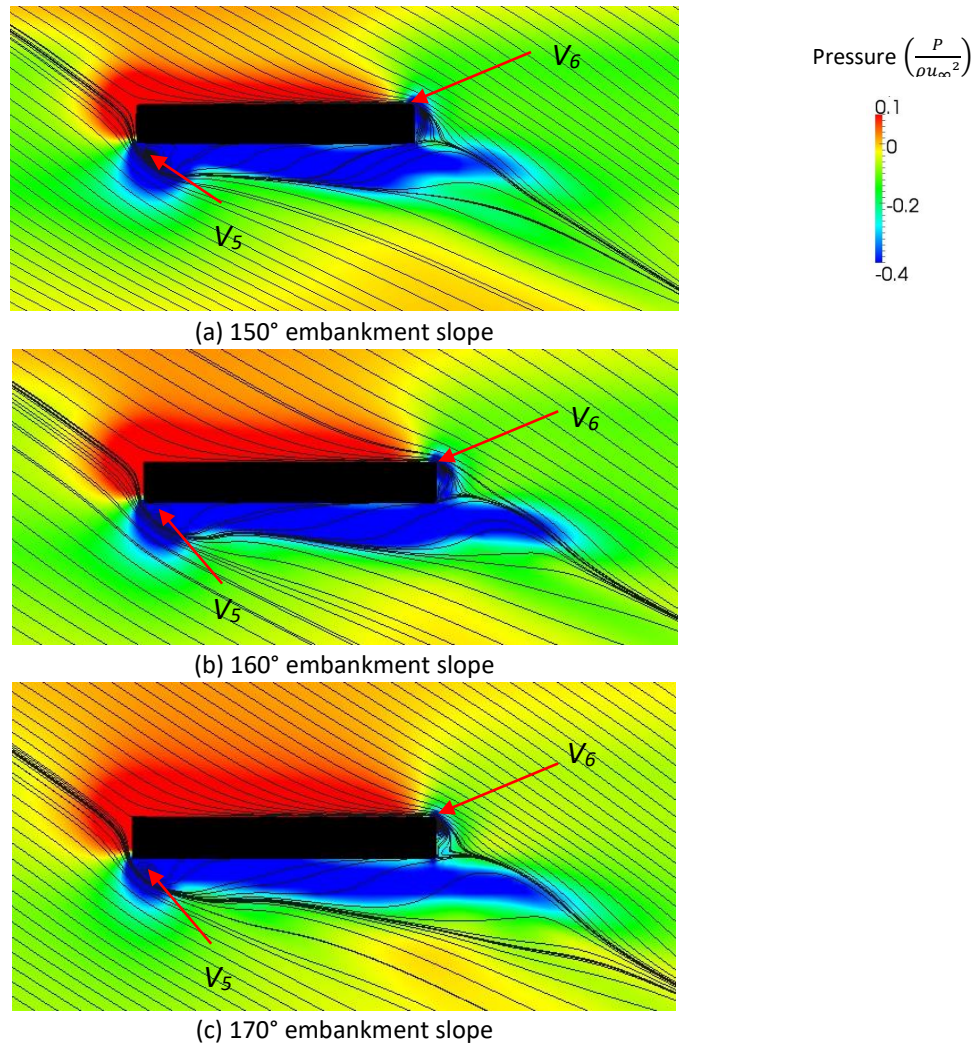 Pressure (P/ρu∞²)
0.1
0
-0.2
-0.4
V₆
V₅
(a) 150° embankment slope
V₆
V₅
(b) 160° embankment slope
V₆
V₅
(c) 170° embankment slope